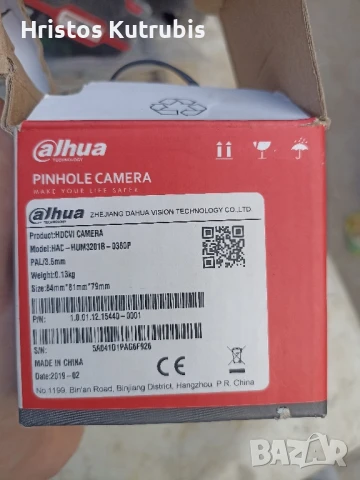 Hristos Kutrubis
alhua
TECHNOLOGY
PINHOLE CAMERA
MAKE YOUR LIFE SAFER
alhua
TECHNOLOGY
ZHEJIANG DAHUA VISION TECHNOLOGY CO.,LTD.
Product:HDCVI CAMERA
Model:HAC-HUM3201B-0360P
PAL/3.6mm
Weight:0.13kg
Size:84mm*81mm*79mm
P/N: 1.0.01.12.15440-0001
S/N: 5A041D1PAG6F926
MADE IN CHINA
Date:2019-02
CE
No.1199, Bin'an Road, Binjiang District, Hangzhou, P.R. China
BAZAR
bg